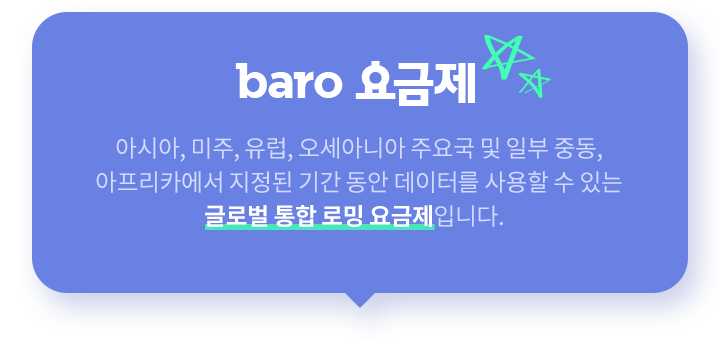 baro 요금제
아시아, 미주, 유럽, 오세아니아 주요국 및 일부 중동,
아프리카에서 지정된 기간 동안 데이터를 사용할 수 있는
글로벌 통합 로밍 요금제입니다.